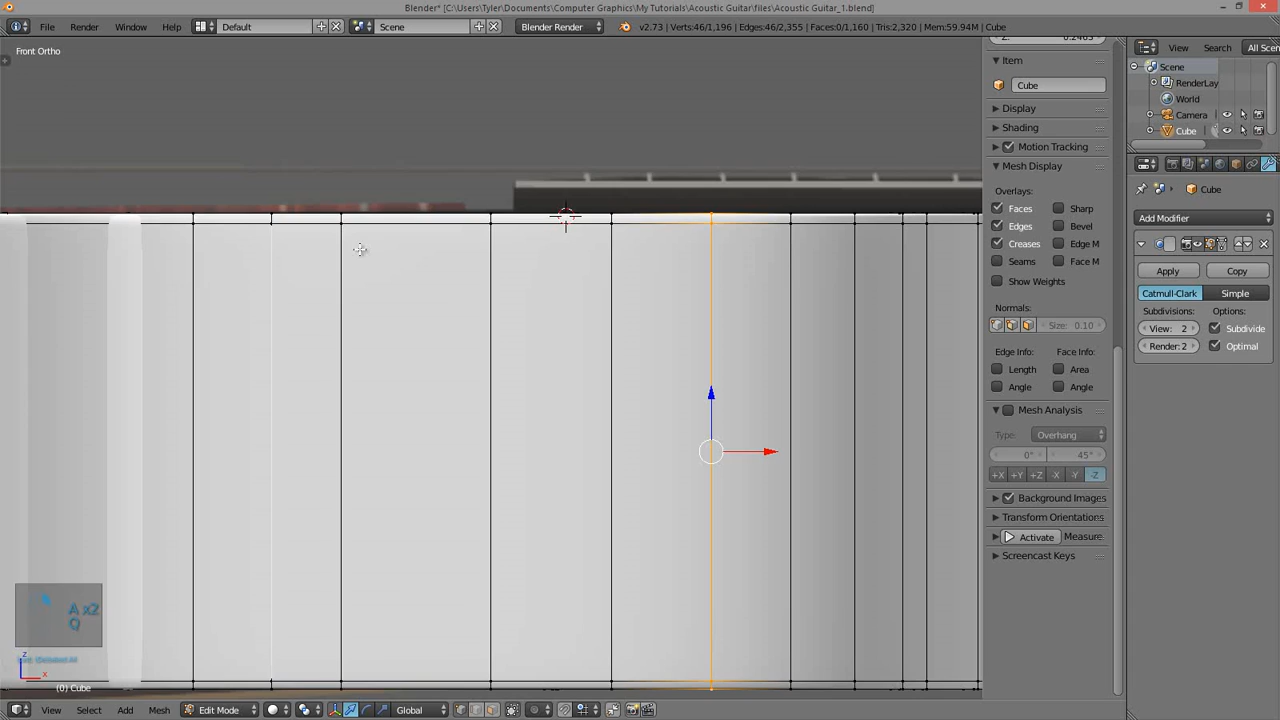 Blender* [C:\Users\Tyler\Documents\Computer Graphics\My Tutorials\Acoustic Guitar\files\Acoustic Guitar_1.blend]
File Render Window Help Default Scene Blender Render v2.73 | Verts:46/1,196 | Edges:46/2,355 | Faces:0/1,160 | Tris:2,320 | Mem:59.94M | Cube
Front Ortho
View Search All Scen
Item
Scene
Cube
RenderLay
World
Display
Camera
Shading
Cube
Motion Tracking
Mesh Display
Cube
Overlays:
Faces Sharp
Add Modifier
Edges Bevel
Creases Edge M
Seams Face M
Apply Copy
Show Weights
Catmull-Clark Simple
Normals:
Subdivisions: Options:
Size: 0.10
View: 2 Subdivide
Render: 2 Optimal
Edge Info: Face Info:
Length Area
Angle Angle
Mesh Analysis
Type: Overhang
0° 45°
+X +Y +Z -X -Y -Z
Background Images
Transform Orientations
Activate Measure
Screencast Keys
A x2
Q
z
x
(0) Cube
View Select Add Mesh Edit Mode Global